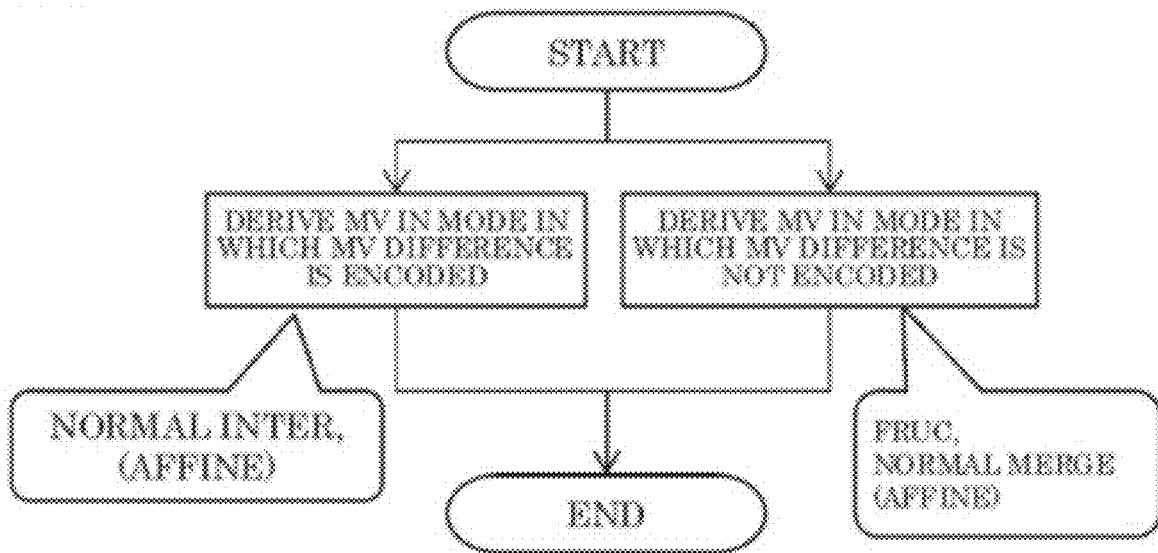 START
DERIVE MV IN MODE IN
WHICH MV DIFFERENCE
IS ENCODED
DERIVE MV IN MODE IN
WHICH MV DIFFERENCE IS
NOT ENCODED
NORMAL INTER,
(AFFINE)
FRUC,
NORMAL MERGE
(AFFINE)
END